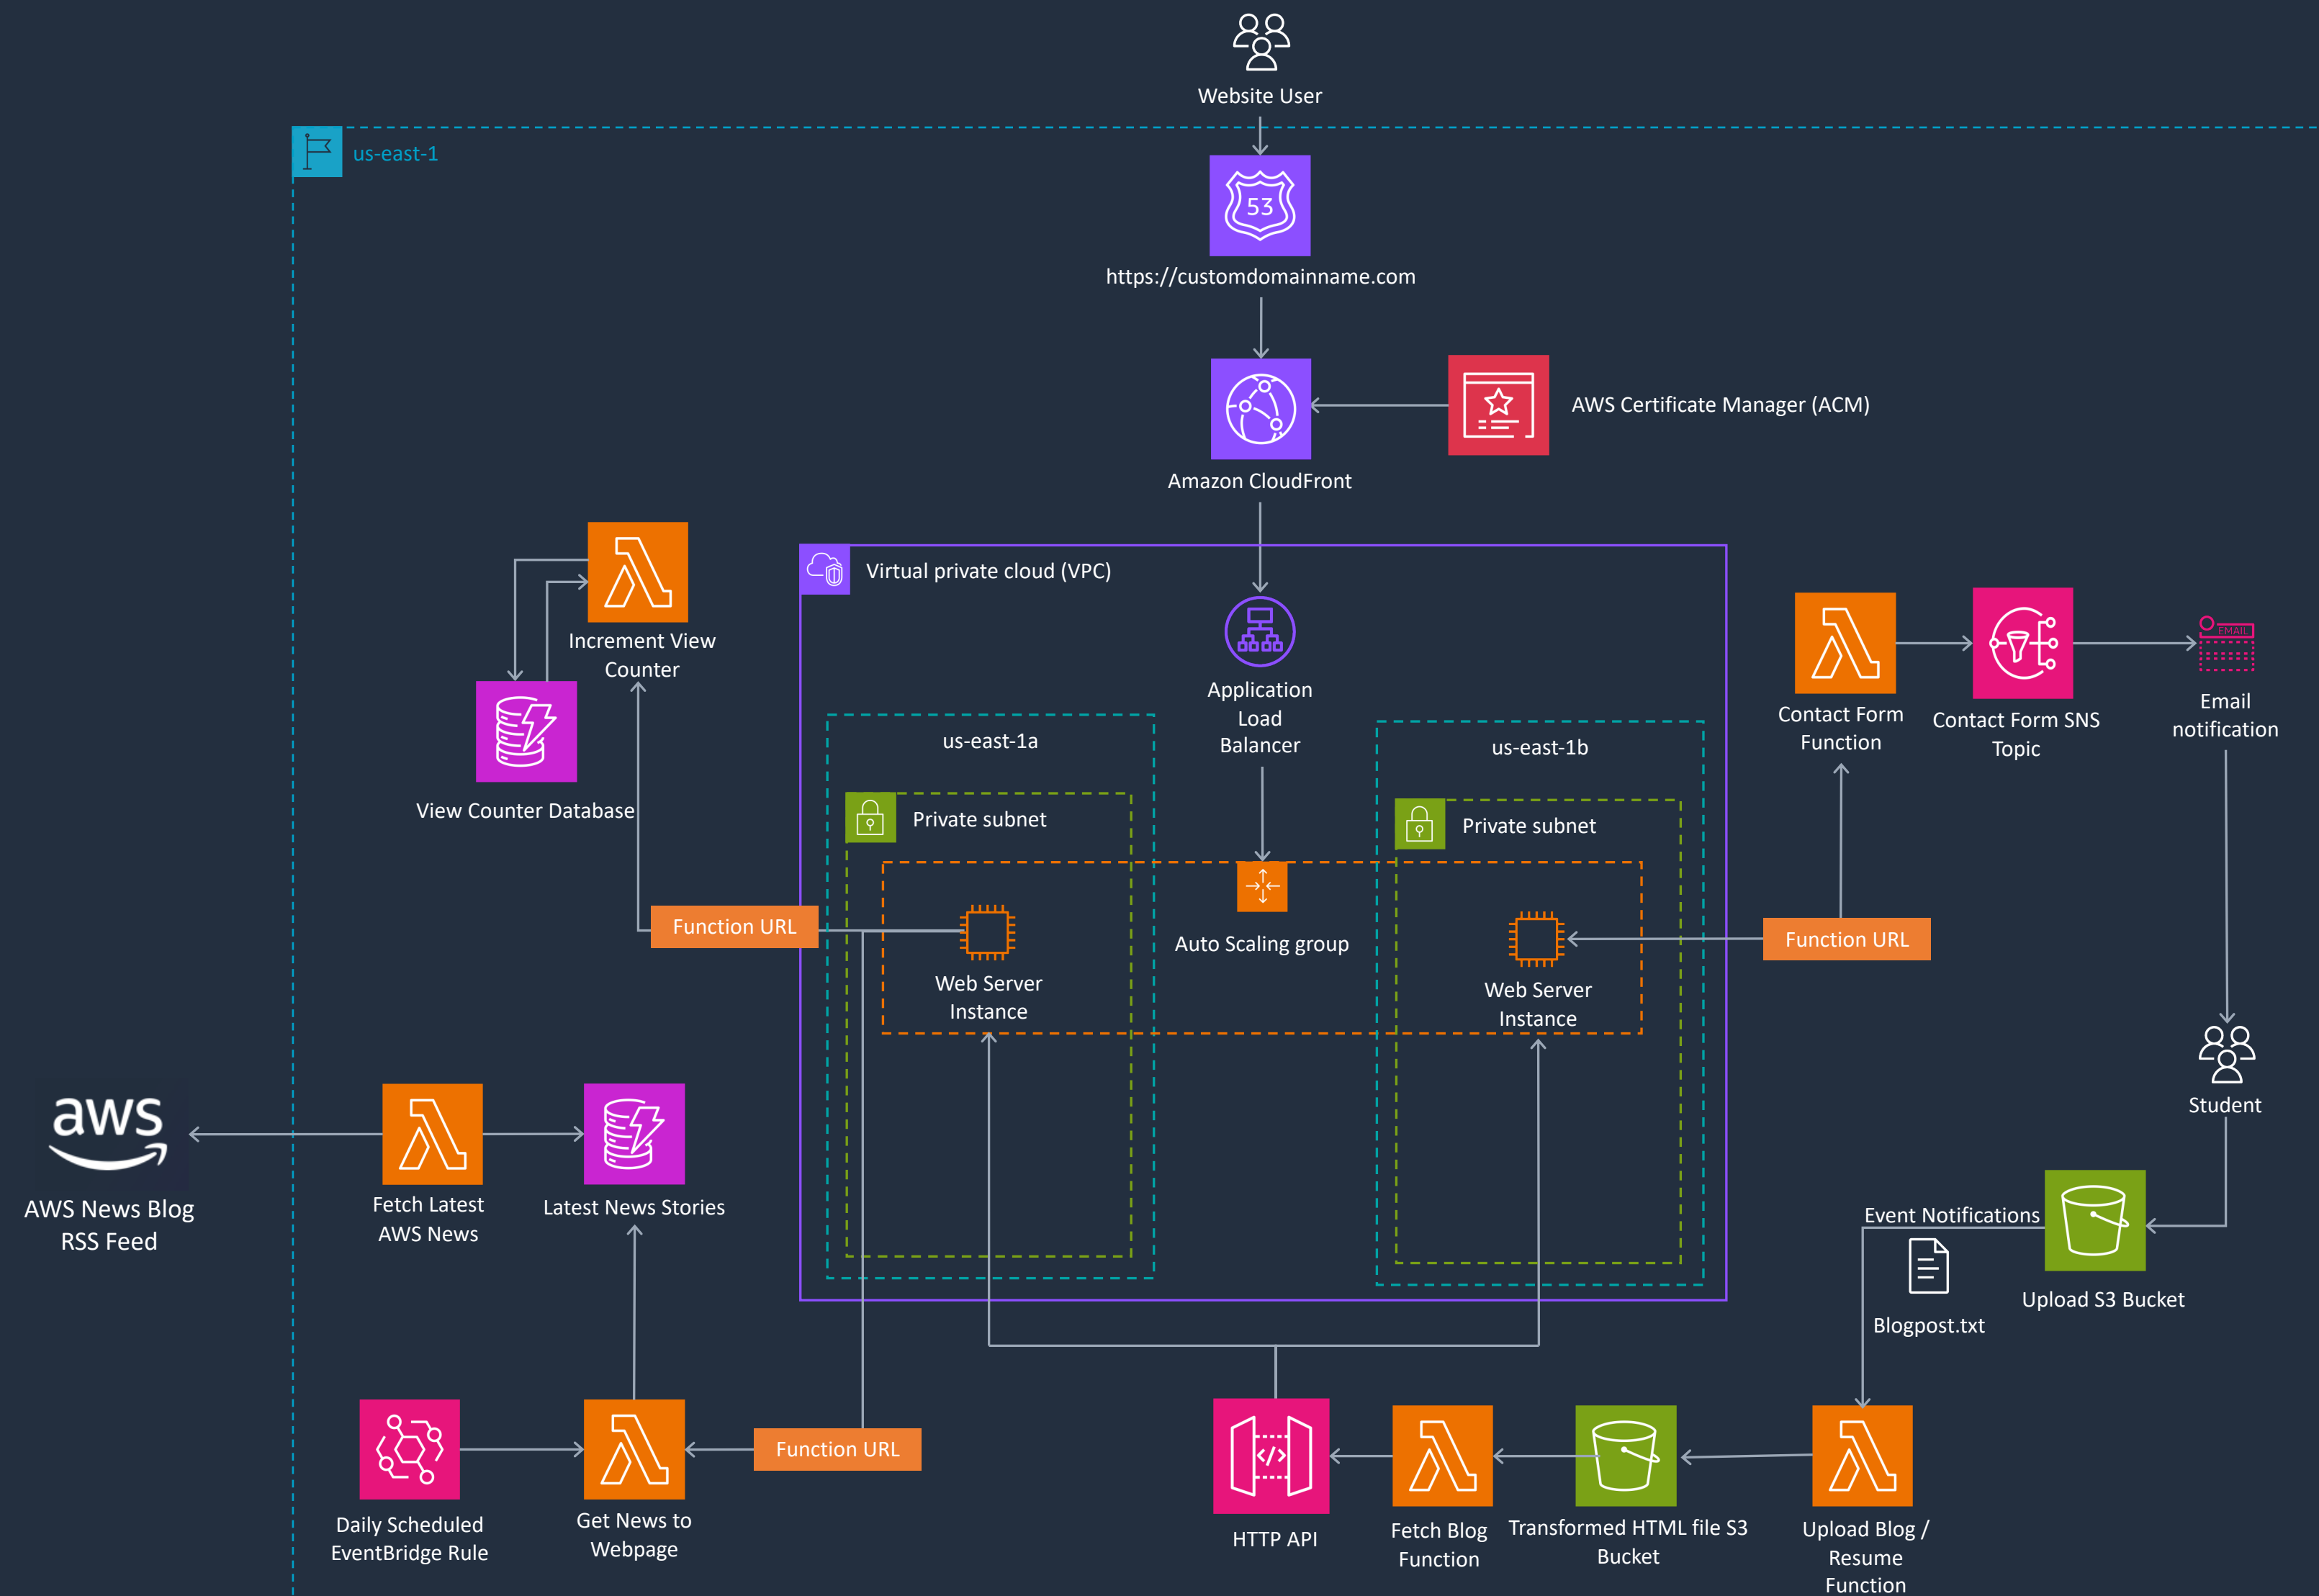 Website User
us-east-1
53
https://customdomainname.com
AWS Certificate Manager (ACM)
Amazon CloudFront
Virtual private cloud (VPC)
Increment View
Counter
View Counter Database
Application
Load
Balancer
us-east-1a
us-east-1b
Private subnet
Private subnet
Contact Form
Function
Contact Form SNS
Topic
EMAIL
Email
notification
Function URL
Web Server
Instance
Auto Scaling group
Web Server
Instance
Function URL
Student
aws
AWS News Blog
RSS Feed
Fetch Latest
AWS News
Latest News Stories
Event Notifications
Blogpost.txt
Upload S3 Bucket
Daily Scheduled
EventBridge Rule
Get News to
Webpage
Function URL
</>
HTTP API
Fetch Blog
Function
Transformed HTML file S3
Bucket
Upload Blog /
Resume
Function